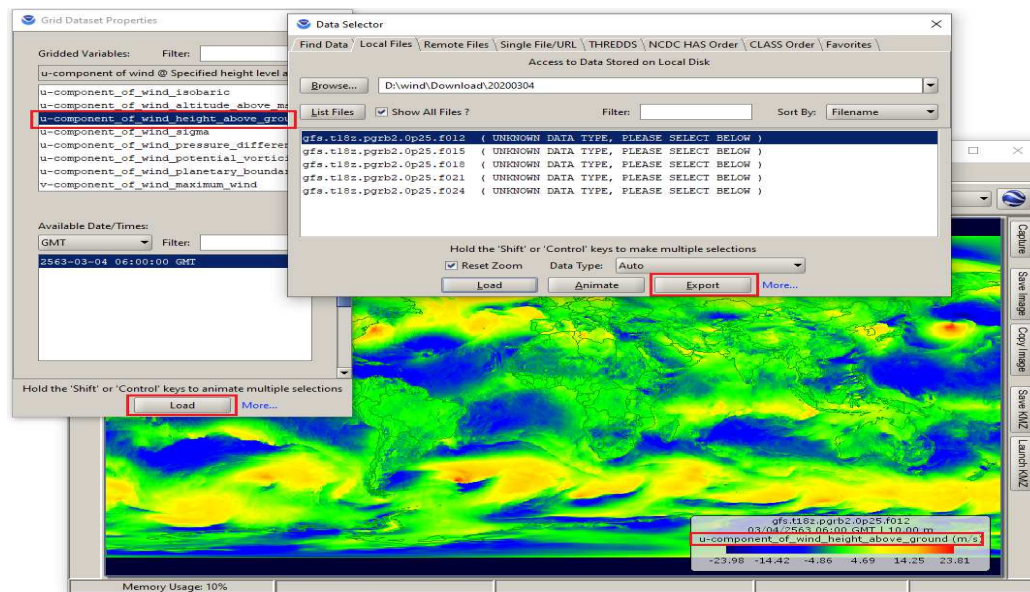 Grid Dataset Properties
Gridded Variables: Filter:
u-component of wind @ Specified height level a
u-component_of_wind_isobaric
u-component_of_wind_altitude_above_ms
u-component_of_wind_height_above_grou
u-component_of_wind_sigma
u-component_of_wind_pressure_differen
u-component_of_wind_potential_vortici
u-component_of_wind_planetary_boundar
v-component_of_wind_maximum_wind
Available Date/Times:
GMT Filter:
2563-03-04 06:00:00 GMT
Hold the 'Shift' or 'Control' keys to animate multiple selections
Load More...
Data Selector
Find Data Local Files Remote Files Single File/URL THREDDS NCDC HAS Order CLASS Order Favorites
Access to Data Stored on Local Disk
Browse... D:\wind\Download\20200304
List Files Show All Files ? Filter: Sort By: Filename
gfs.t18z.pgrb2.0p25.f012 ( UNKNOWN DATA TYPE, PLEASE SELECT BELOW )
gfs.t18z.pgrb2.0p25.f015 ( UNKNOWN DATA TYPE, PLEASE SELECT BELOW )
gfs.t18z.pgrb2.0p25.f018 ( UNKNOWN DATA TYPE, PLEASE SELECT BELOW )
gfs.t18z.pgrb2.0p25.f021 ( UNKNOWN DATA TYPE, PLEASE SELECT BELOW )
gfs.t18z.pgrb2.0p25.f024 ( UNKNOWN DATA TYPE, PLEASE SELECT BELOW )
Hold the 'Shift' or 'Control' keys to make multiple selections
Reset Zoom Data Type: Auto
Load Animate Export More...
Capture
Save Image
Copy Image
Save KMZ
Launch KMZ
gfs.t18z.pgrb2.0p25.f012
03/04/2563 06:00 GMT | 10.00 m
u-component_of_wind_height_above_ground (m/s)
-23.98 -14.42 -4.86 4.69 14.25 23.81
Memory Usage: 10%